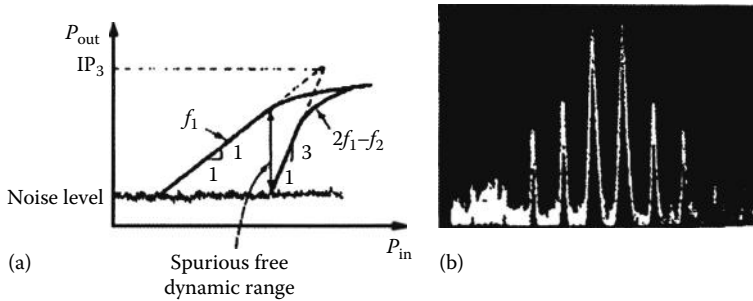 P_out
IP_3
f_1
1
1
3
1
2f_1–f_2
Noise level
P_in
(a)
Spurious free
dynamic range
(b)